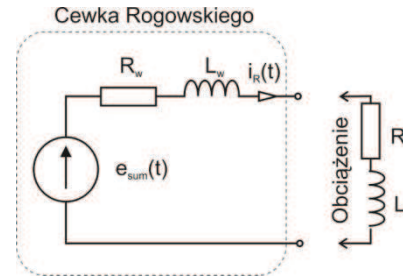 Cewka Rogowskiego
R_w
L_w
i_R(t)
e_sum(t)
Obciążenie
R
L